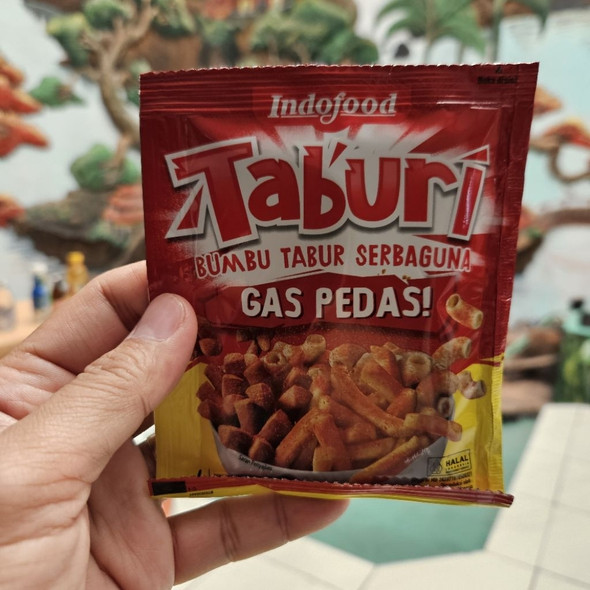 Indofood
Taburi
BUMBU TABUR SERBAGUNA
GAS PEDAS!
HALAL